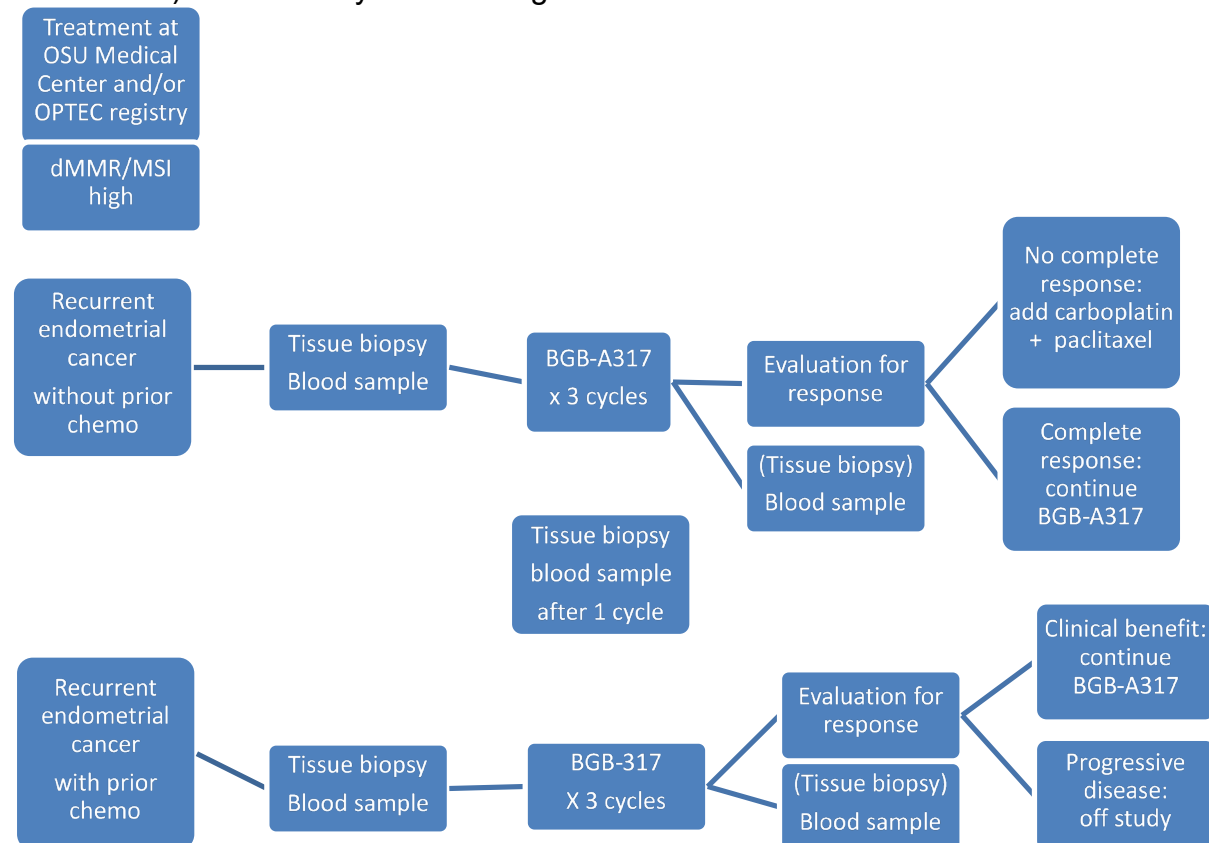 Treatment at
OSU Medical
Center and/or
OPTEC registry
dMMR/MSI
high
Recurrent
endometrial
cancer
without prior
chemo
Tissue biopsy
Blood sample
BGB-A317
x 3 cycles
Evaluation for
response
(Tissue biopsy)
Blood sample
No complete
response:
add carboplatin
+ paclitaxel
Complete
response:
continue
BGB-A317
Tissue biopsy
blood sample
after 1 cycle
Recurrent
endometrial
cancer
with prior
chemo
Tissue biopsy
Blood sample
BGB-317
X 3 cycles
Evaluation for
response
(Tissue biopsy)
Blood sample
Clinical benefit:
continue
BGB-A317
Progressive
disease:
off study